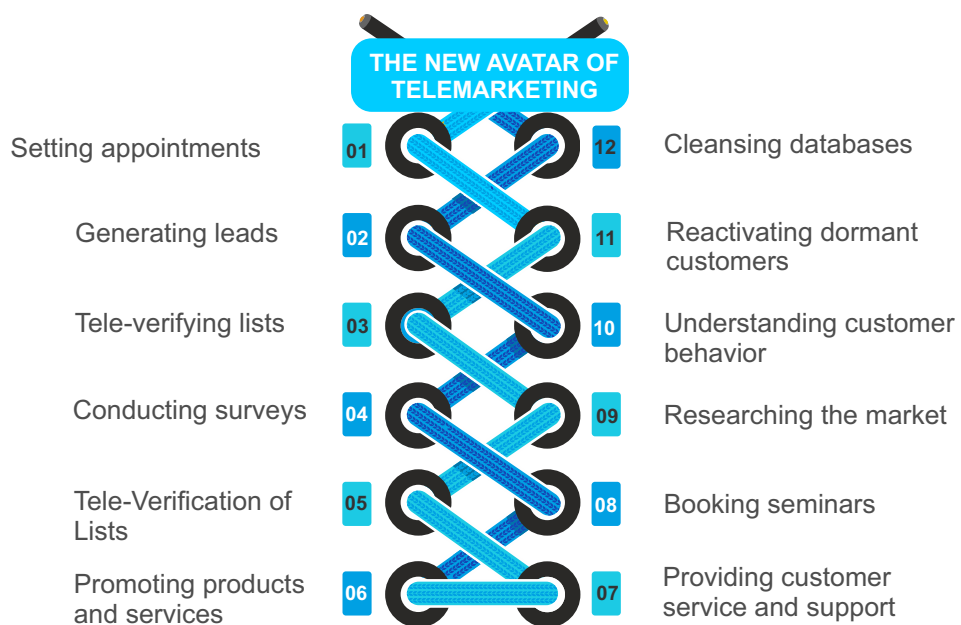 THE NEW AVATAR OF
TELEMARKETING
Setting appointments
01
12
Cleansing databases
Generating leads
02
11
Reactivating dormant
customers
Tele-verifying lists
03
10
Understanding customer
behavior
Conducting surveys
04
09
Researching the market
Tele-Verification of
Lists
05
08
Booking seminars
Promoting products
and services
06
07
Providing customer
service and support